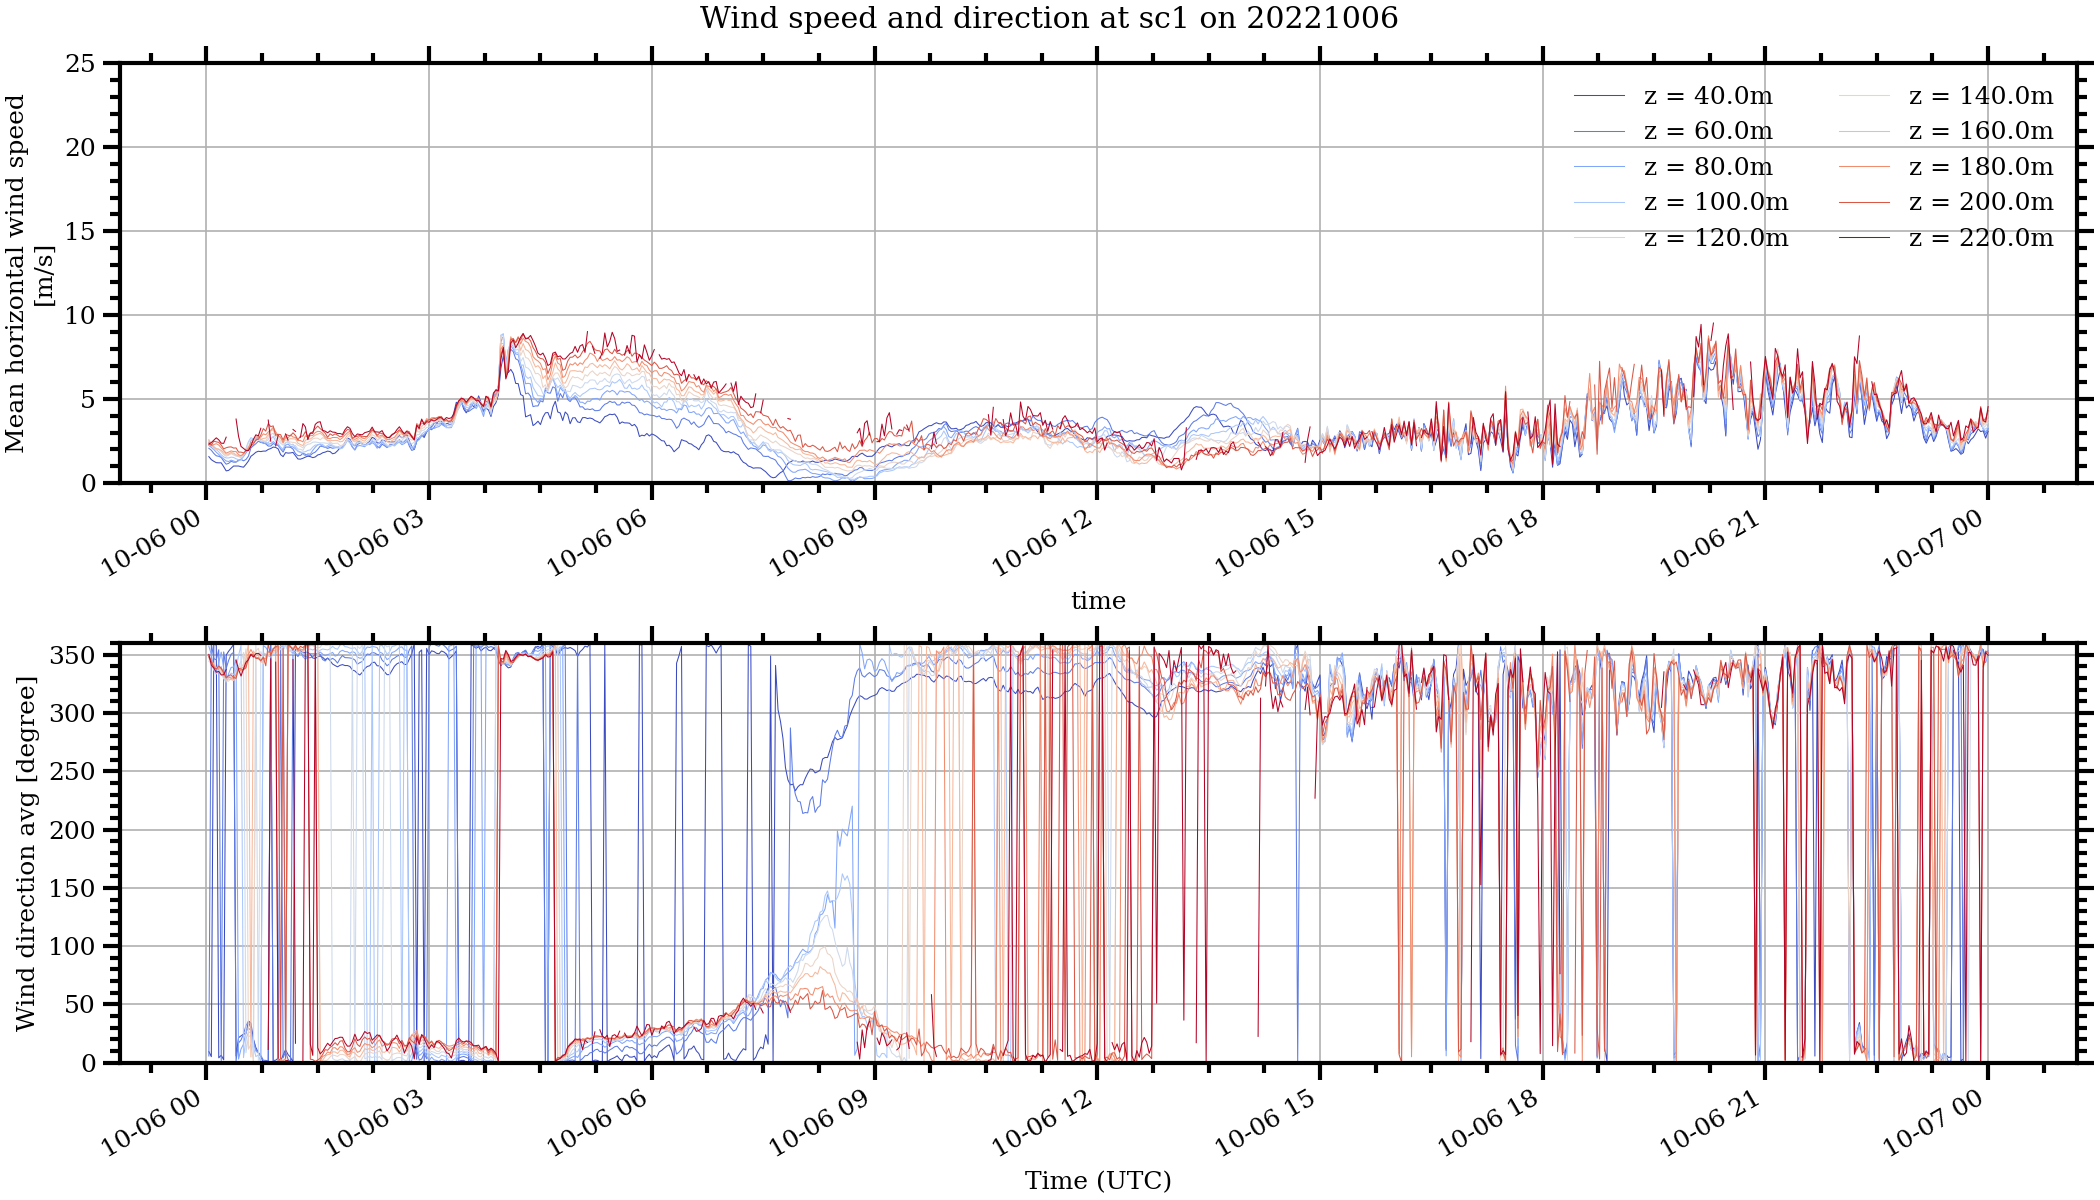 Wind speed and direction at sc1 on 20221006
Mean horizontal wind speed
[m/s]
25
20
15
10
5
0
z = 40.0m
z = 60.0m
z = 80.0m
z = 100.0m
z = 120.0m
z = 140.0m
z = 160.0m
z = 180.0m
z = 200.0m
z = 220.0m
10-06 00
10-06 03
10-06 06
10-06 09
10-06 12
10-06 15
10-06 18
10-06 21
10-07 00
time
Wind direction avg [degree]
350
300
250
200
150
100
50
0
10-06 00
10-06 03
10-06 06
10-06 09
10-06 12
10-06 15
10-06 18
10-06 21
10-07 00
Time (UTC)